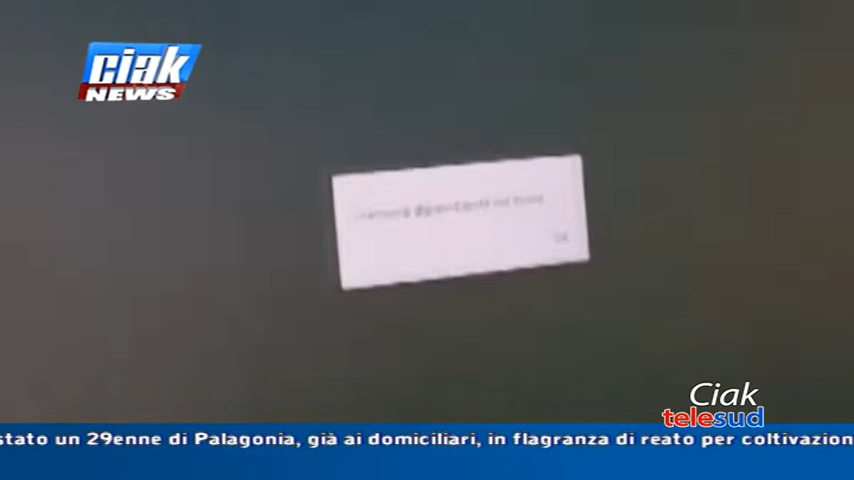 ciak
NEWS
Ciak
telesud
stato un 29enne di Palagonia, già ai domiciliari, in flagranza di reato per coltivazion